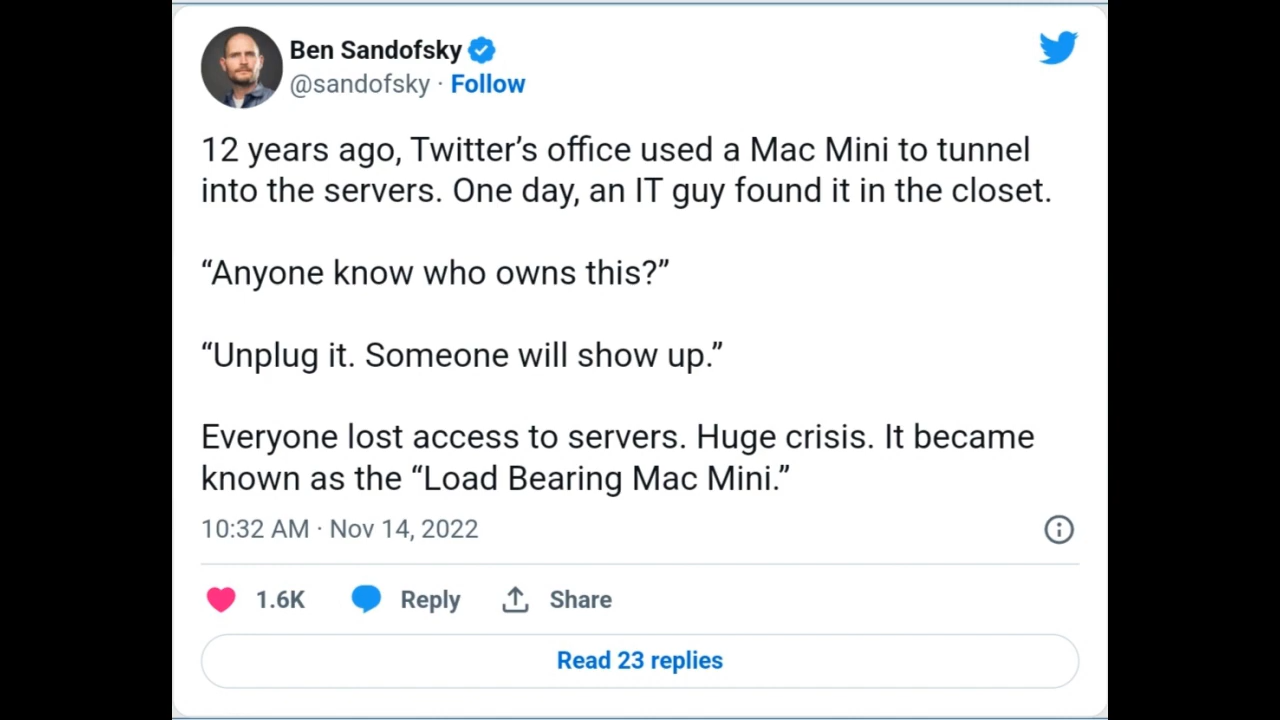 Ben Sandofsky
@sandofsky · Follow
12 years ago, Twitter’s office used a Mac Mini to tunnel
into the servers. One day, an IT guy found it in the closet.
“Anyone know who owns this?”
“Unplug it. Someone will show up.”
Everyone lost access to servers. Huge crisis. It became
known as the “Load Bearing Mac Mini.”
10:32 AM · Nov 14, 2022
1.6K Reply Share
Read 23 replies